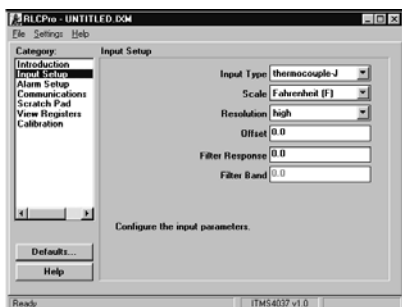 RLCPro - UNTITLED.IXM
File Settings Help
Category:
Introduction
Input Setup
Alarm Setup
Communications
Scratch Pad
View Registers
Calibration
Defaults...
Help
Input Setup
Input Type thermocouple-J
Scale Fahrenheit (F)
Resolution high
Offset 0.0
Filter Response 0.0
Filter Band 0.0
Configure the input parameters.
Ready
ITMS4037 v1.0